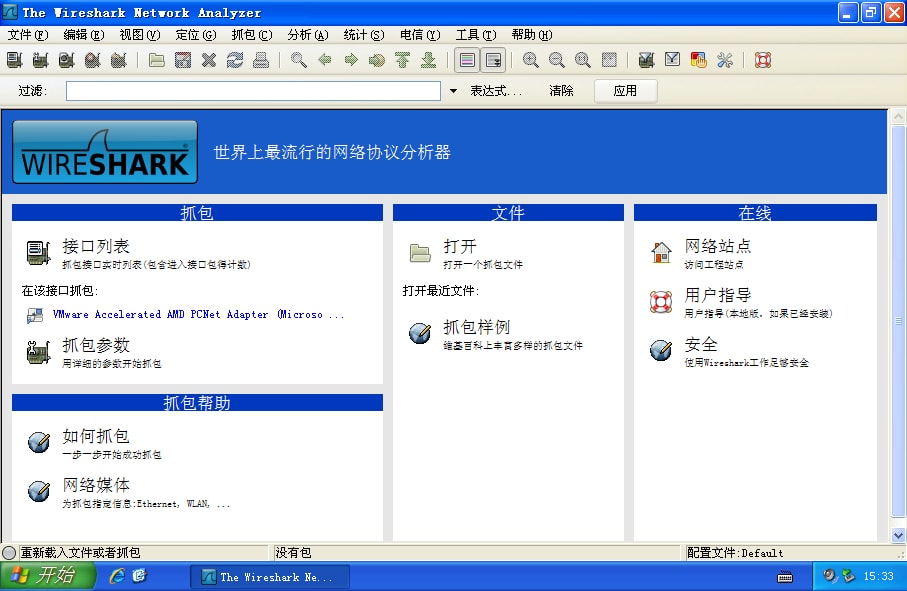 The Wireshark Network Analyzer
文件(F) 编辑(E) 视图(V) 定位(G) 抓包(C) 分析(A) 统计(S) 电信(Y) 工具(T) 帮助(H)
过滤: 表达式... 清除 应用
WIRESHARK 世界上最流行的网络协议分析器
抓包
接口列表
抓包接口实时列表(包含进入接口包得计数)
在该接口抓包:
VMware Accelerated AMD PCNet Adapter (Microso ...
抓包参数
用详细的参数开始抓包
抓包帮助
如何抓包
一步一步开始成功抓包
网络媒体
为抓包指定信息:Ethernet, WLAN, ...
文件
打开
打开一个抓包文件
打开最近文件:
抓包样例
维基百科上丰富多样的抓包文件
在线
网络站点
访问工程站点
用户指导
用户指导(本地版，如果已经安装)
安全
使用Wireshark工作足够安全
重新载入文件或者抓包 没有包 配置文件:Default
开始 The Wireshark Ne... 15:33